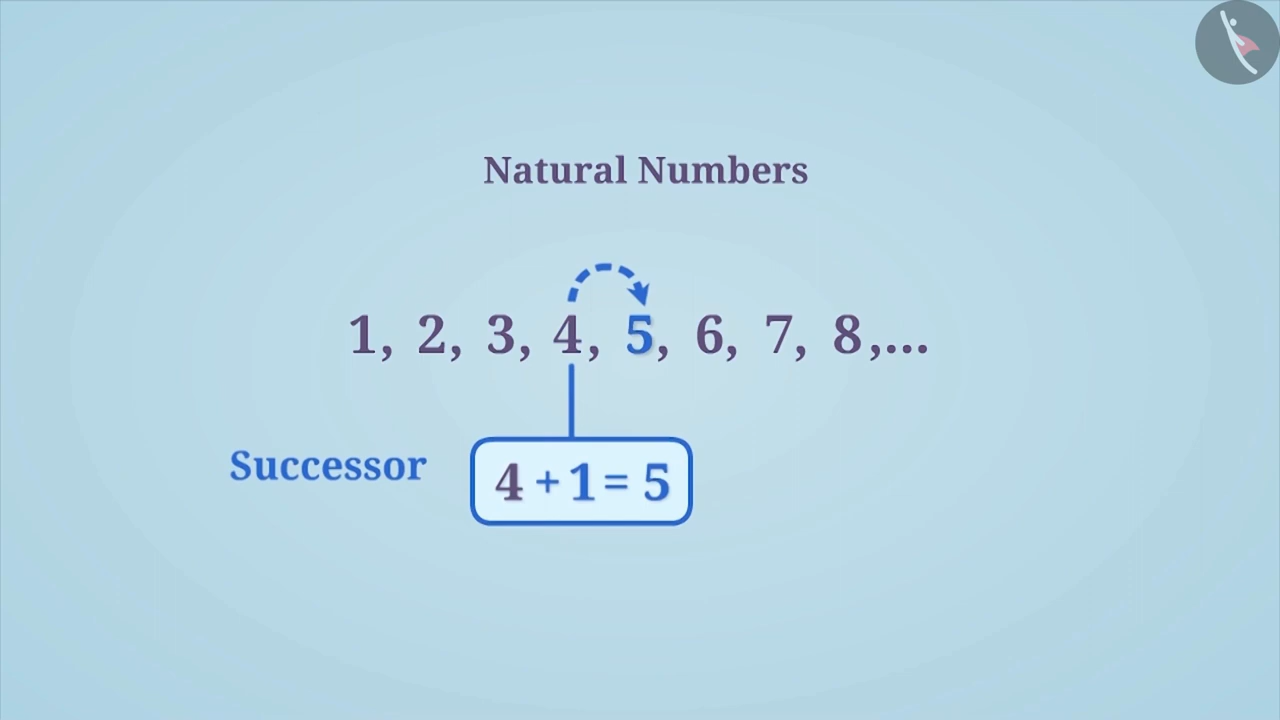 Natural Numbers
1, 2, 3, 4, 5, 6, 7, 8,...
Successor 4 + 1 = 5